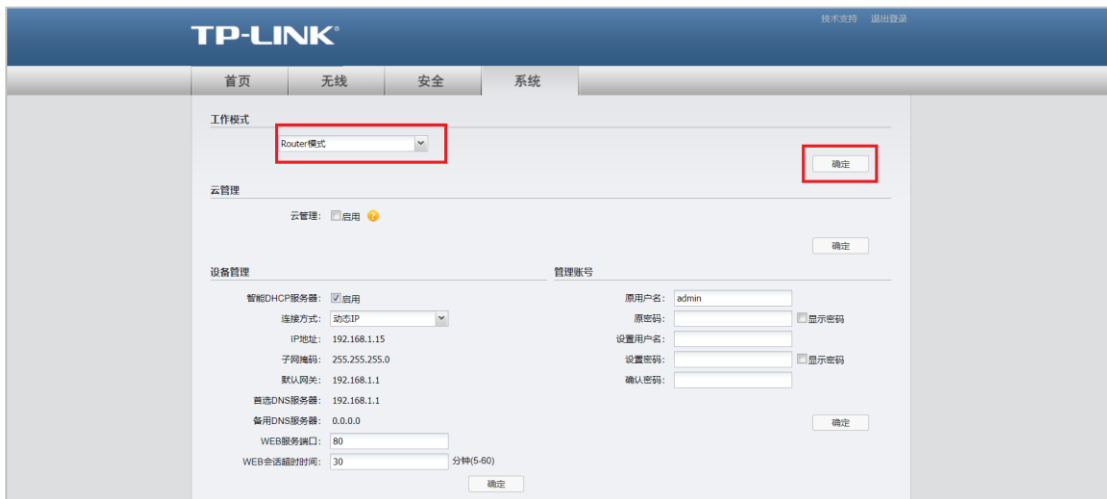 技术支持 退出登录
TP-LINK®
首页 无线 安全 系统
工作模式
Router模式
确定
云管理
云管理: 启用 ?
确定
设备管理
智能DHCP服务器: 启用
连接方式: 动态IP
IP地址: 192.168.1.15
子网掩码: 255.255.255.0
默认网关: 192.168.1.1
首选DNS服务器: 192.168.1.1
备用DNS服务器: 0.0.0.0
WEB服务端口: 80
WEB会话超时时间: 30 分钟(5-60)
确定
管理账号
原用户名: admin
原密码: 显示密码
设置用户名:
设置密码: 显示密码
确认密码:
确定